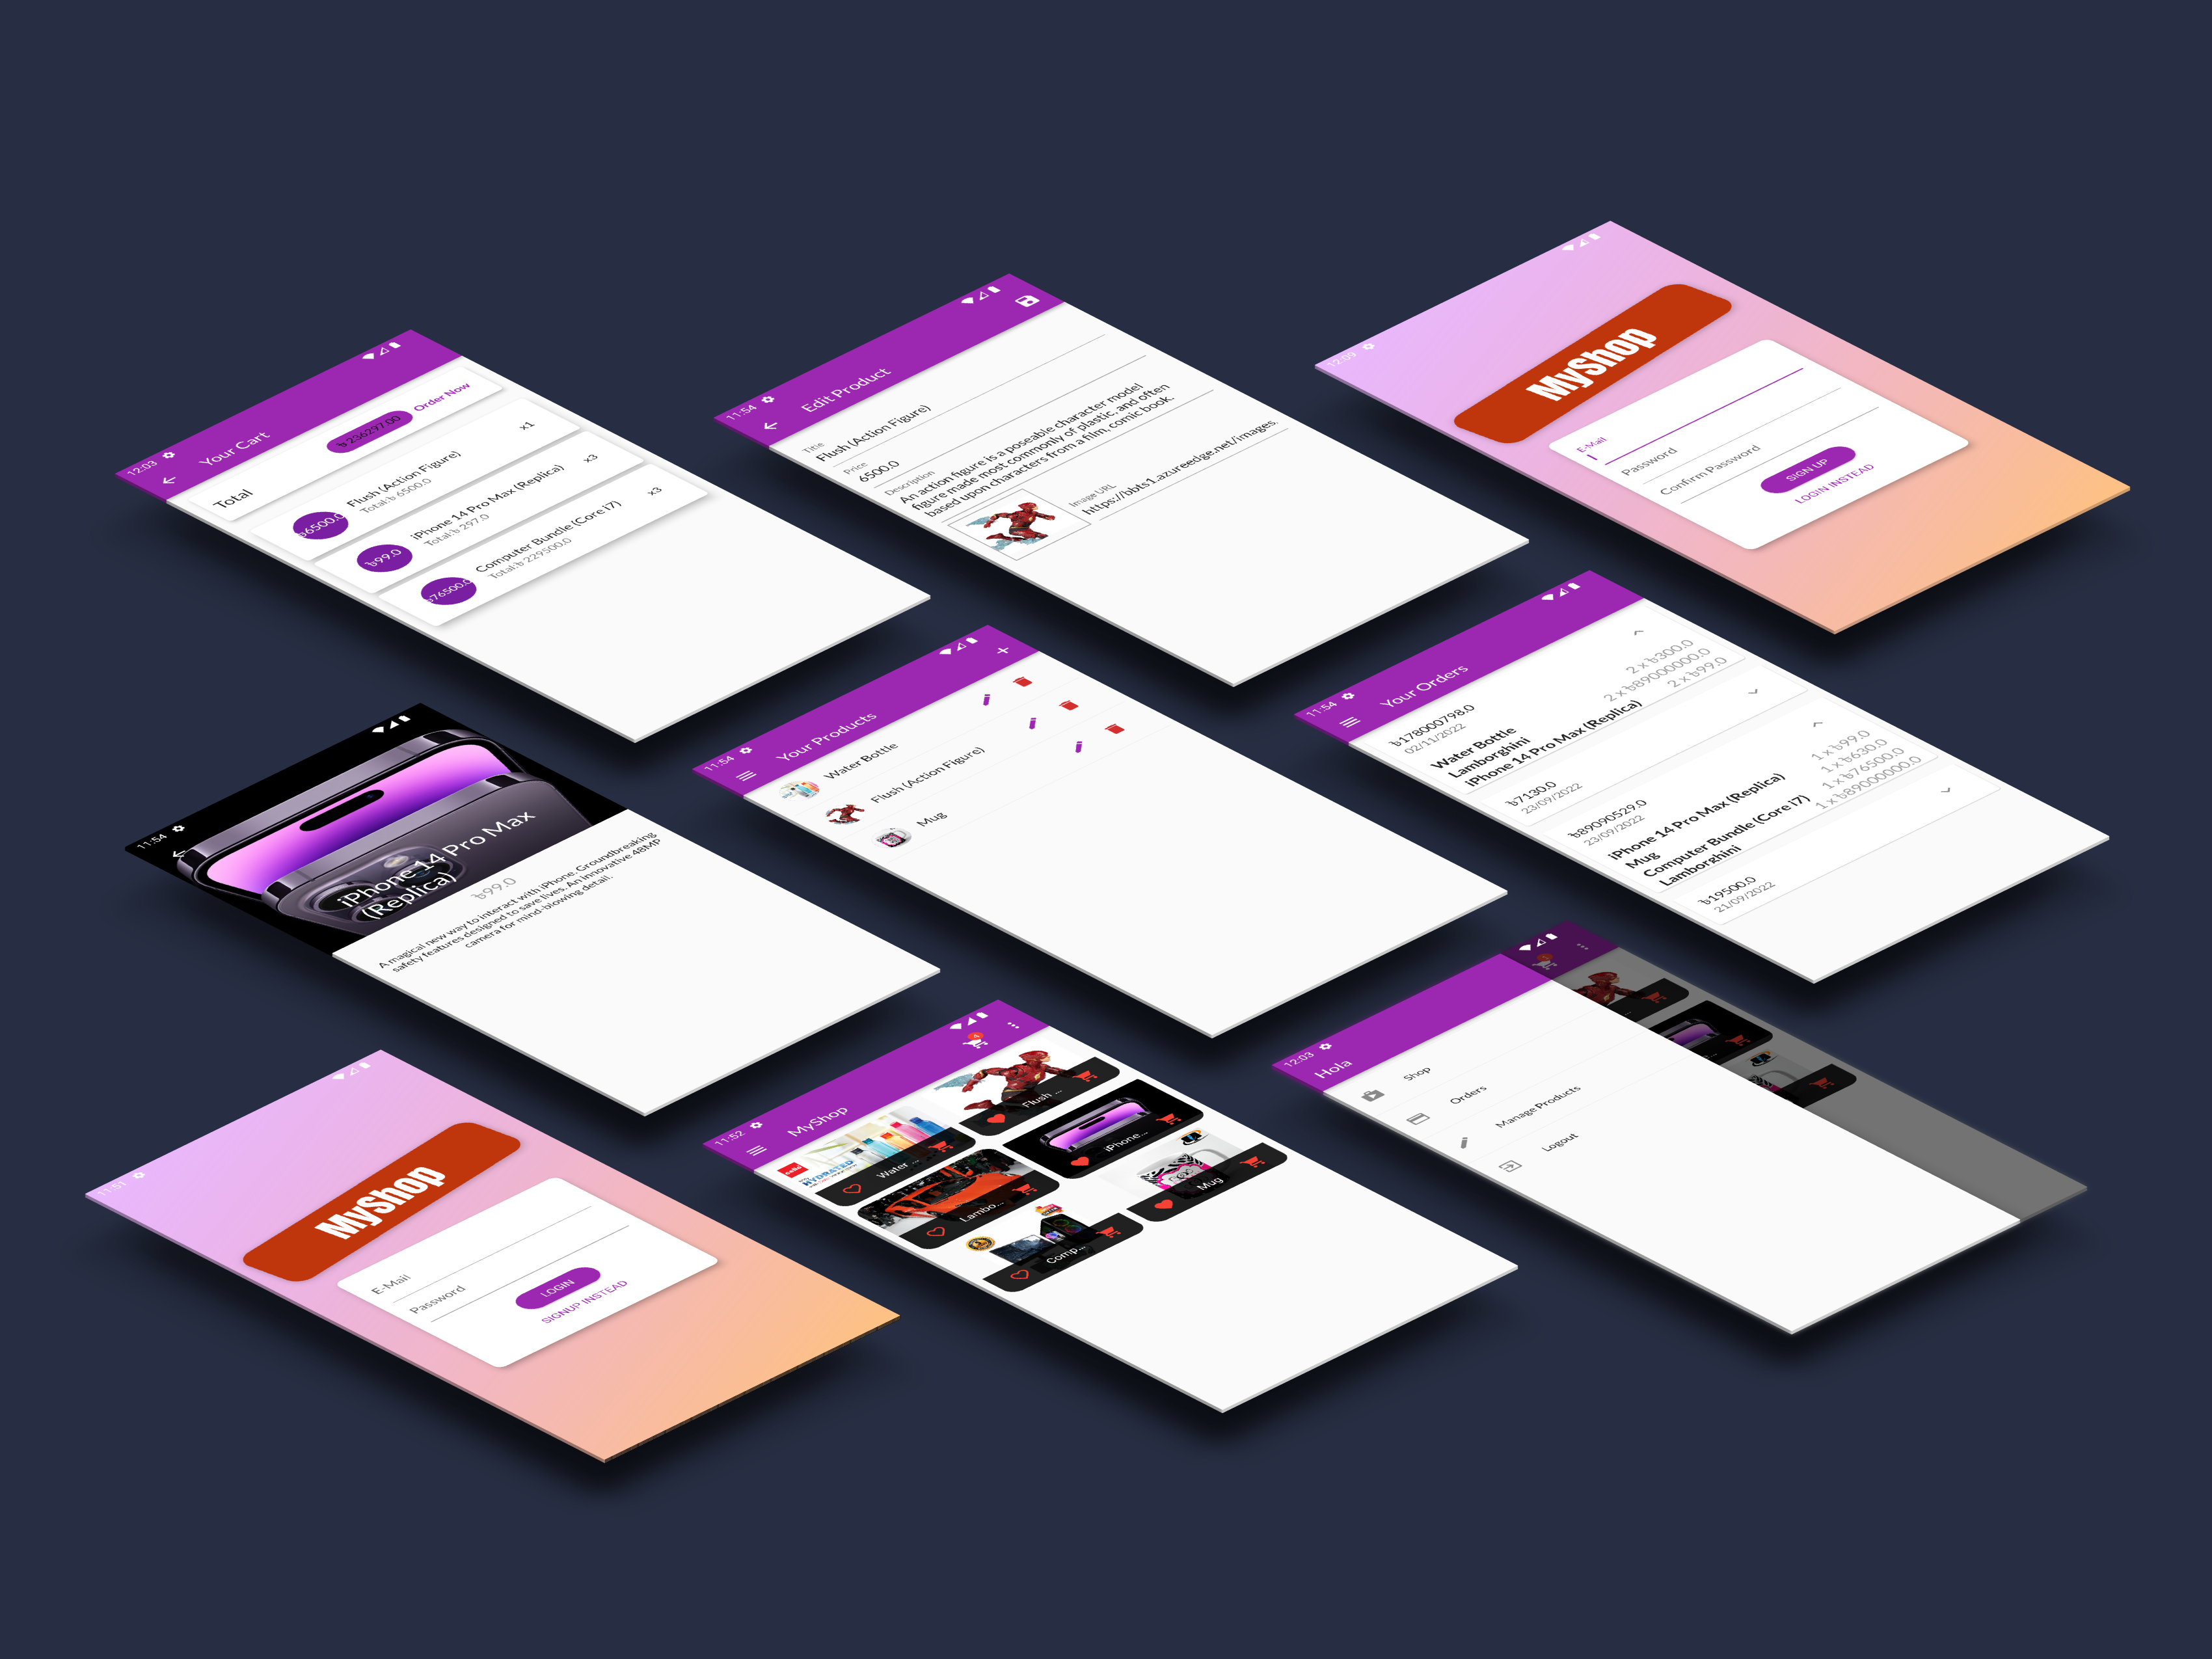 12:03
Your Cart
Total
৳ 236297.00
Order Now
৳6500.0
Flush (Action Figure)
Total:৳ 6500.0
x1
৳99.0
iPhone 14 Pro Max (Replica)
Total:৳ 297.0
x3
৳76500.0
Computer Bundle (Core i7)
Total:৳ 229500.0
x3
11:54
Edit Product
Title
Flush (Action Figure)
Price
6500.0
Description
An action figure is a poseable character model
figure made most commonly of plastic, and often
based upon characters from a film, comic book.
Image URL
https://bbts1.azureedge.net/images.
12:09
MyShop
E-Mail
Password
Confirm Password
SIGN UP
LOGIN INSTEAD
11:54
iPhone 14 Pro Max
(Replica)
৳99.0
A magical new way to interact with iPhone. Groundbreaking
safety features designed to save lives. An innovative 48MP
camera for mind-blowing detail.
11:54
Your Products
Water Bottle
Flush (Action Figure)
Mug
11:54
Your Orders
৳178000798.0
02/11/2022
Water Bottle
2 x ৳300.0
Lamborghini
2 x ৳89000000.0
iPhone 14 Pro Max (Replica)
2 x ৳99.0
৳7130.0
23/09/2022
৳89090529.0
23/09/2022
iPhone 14 Pro Max (Replica)
1 x ৳99.0
Mug
1 x ৳630.0
Computer Bundle (Core i7)
1 x ৳76500.0
Lamborghini
1 x ৳89000000.0
৳19500.0
21/09/2022
11:51
MyShop
E-Mail
Password
LOGIN
SIGNUP INSTEAD
11:52
MyShop
4
cello
HYDRATED
Water ...
Flush ...
Lambo...
iPhone...
Comp...
Mug
12:03
Hola
Shop
Orders
Manage Products
Logout